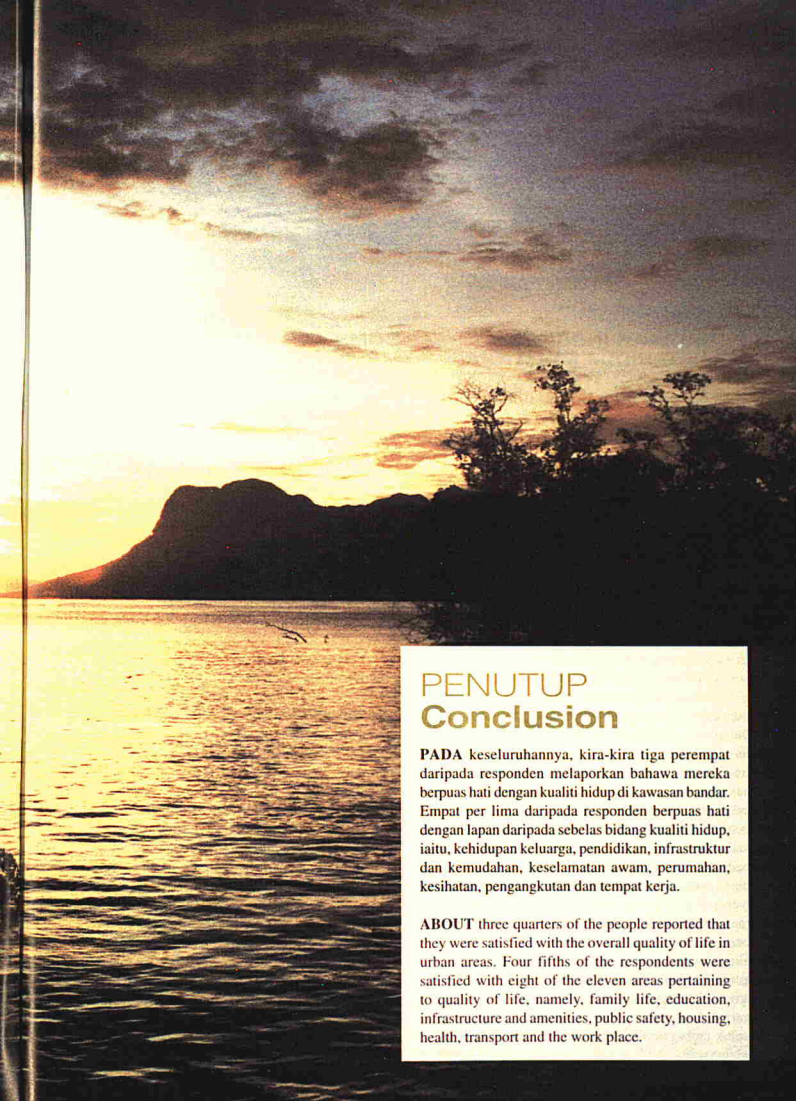 PENUTUP
Conclusion
PADA keseluruhannya, kira-kira tiga perempat
daripada responden melaporkan bahawa mereka
berpuas hati dengan kualiti hidup di kawasan bandar.
Empat per lima daripada responden berpuas hati
dengan lapan daripada sebelas bidang kualiti hidup,
iaitu, kehidupan keluarga, pendidikan, infrastruktur
dan kemudahan, keselamatan awam, perumahan,
kesihatan, pengangkutan dan tempat kerja.
ABOUT three quarters of the people reported that
they were satisfied with the overall quality of life in
urban areas. Four fifths of the respondents were
satisfied with eight of the eleven areas pertaining
to quality of life, namely, family life, education,
infrastructure and amenities, public safety, housing,
health, transport and the work place.